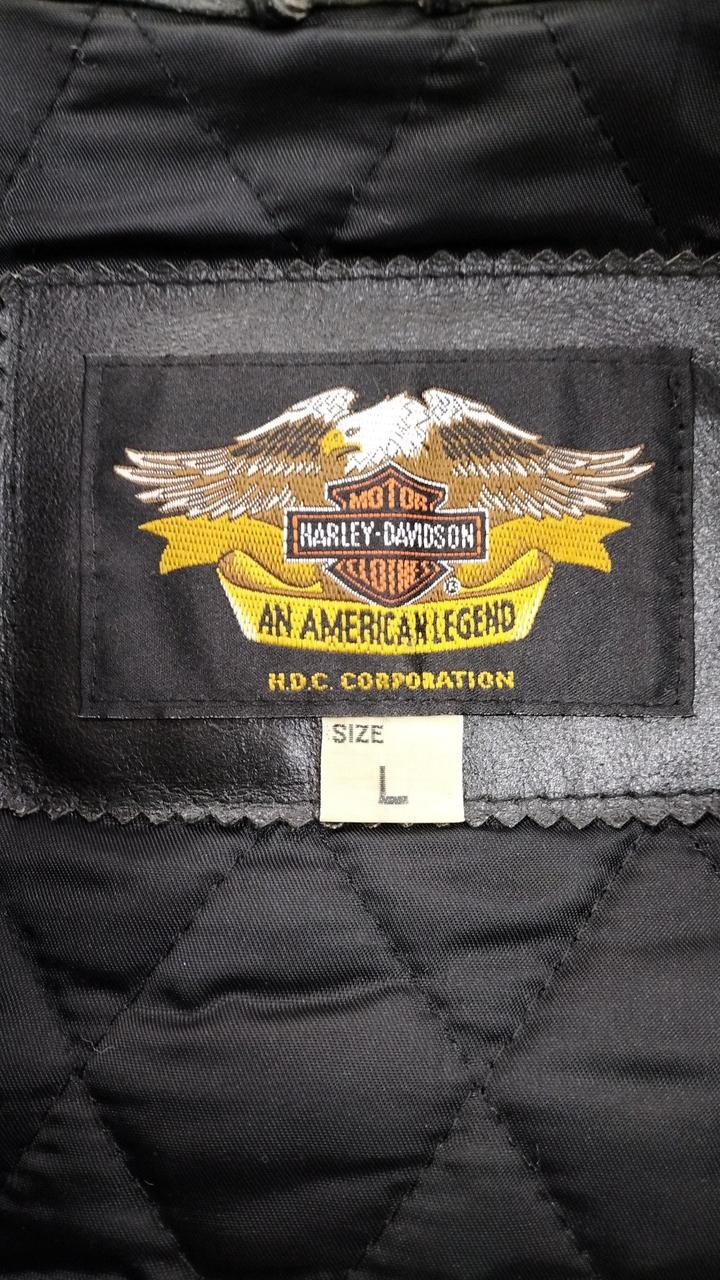 MOTOR
HARLEY-DAVIDSON
CLOTHES
®
AN AMERICAN LEGEND
H.D.C. CORPORATION
SIZE
L